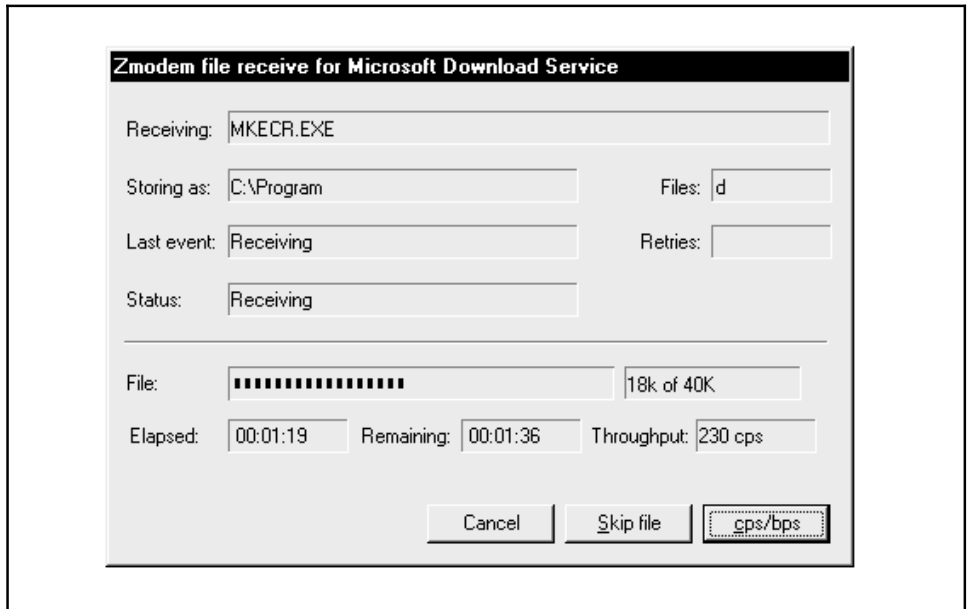 Zmodem file receive for Microsoft Download Service
Receiving: MKECR.EXE
Storing as: C:\Program Files: d
Last event: Receiving Retries:
Status: Receiving
File: 18k of 40K
Elapsed: 00:01:19 Remaining: 00:01:36 Throughput: 230 cps
Cancel Skip file cps/bps